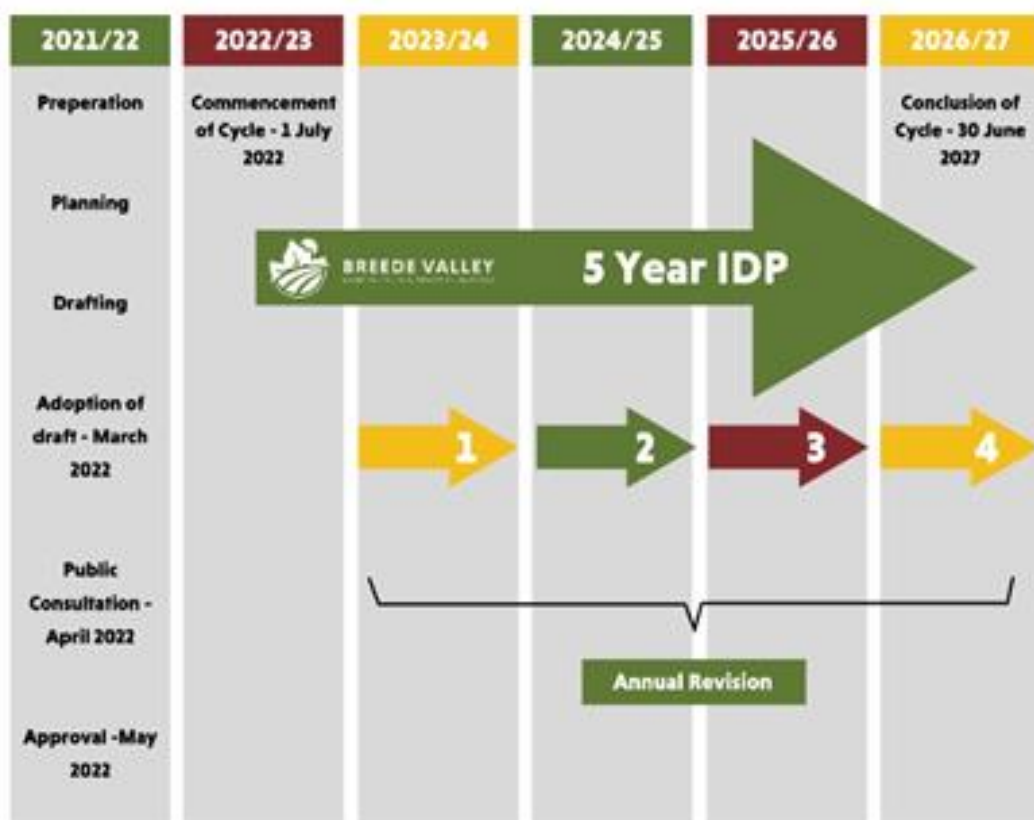 2021/22
2022/23
2023/24
2024/25
2025/26
2026/27
Preperation
Planning
Drafting
Adoption of
draft - March
2022
Public
Consultation -
April 2022
Approval -May
2022
Commencement
of Cycle - 1 July
2022
Conclusion of
Cycle - 30 June
2027
BREEDE VALLEY
5 Year IDP
1
2
3
4
Annual Revision